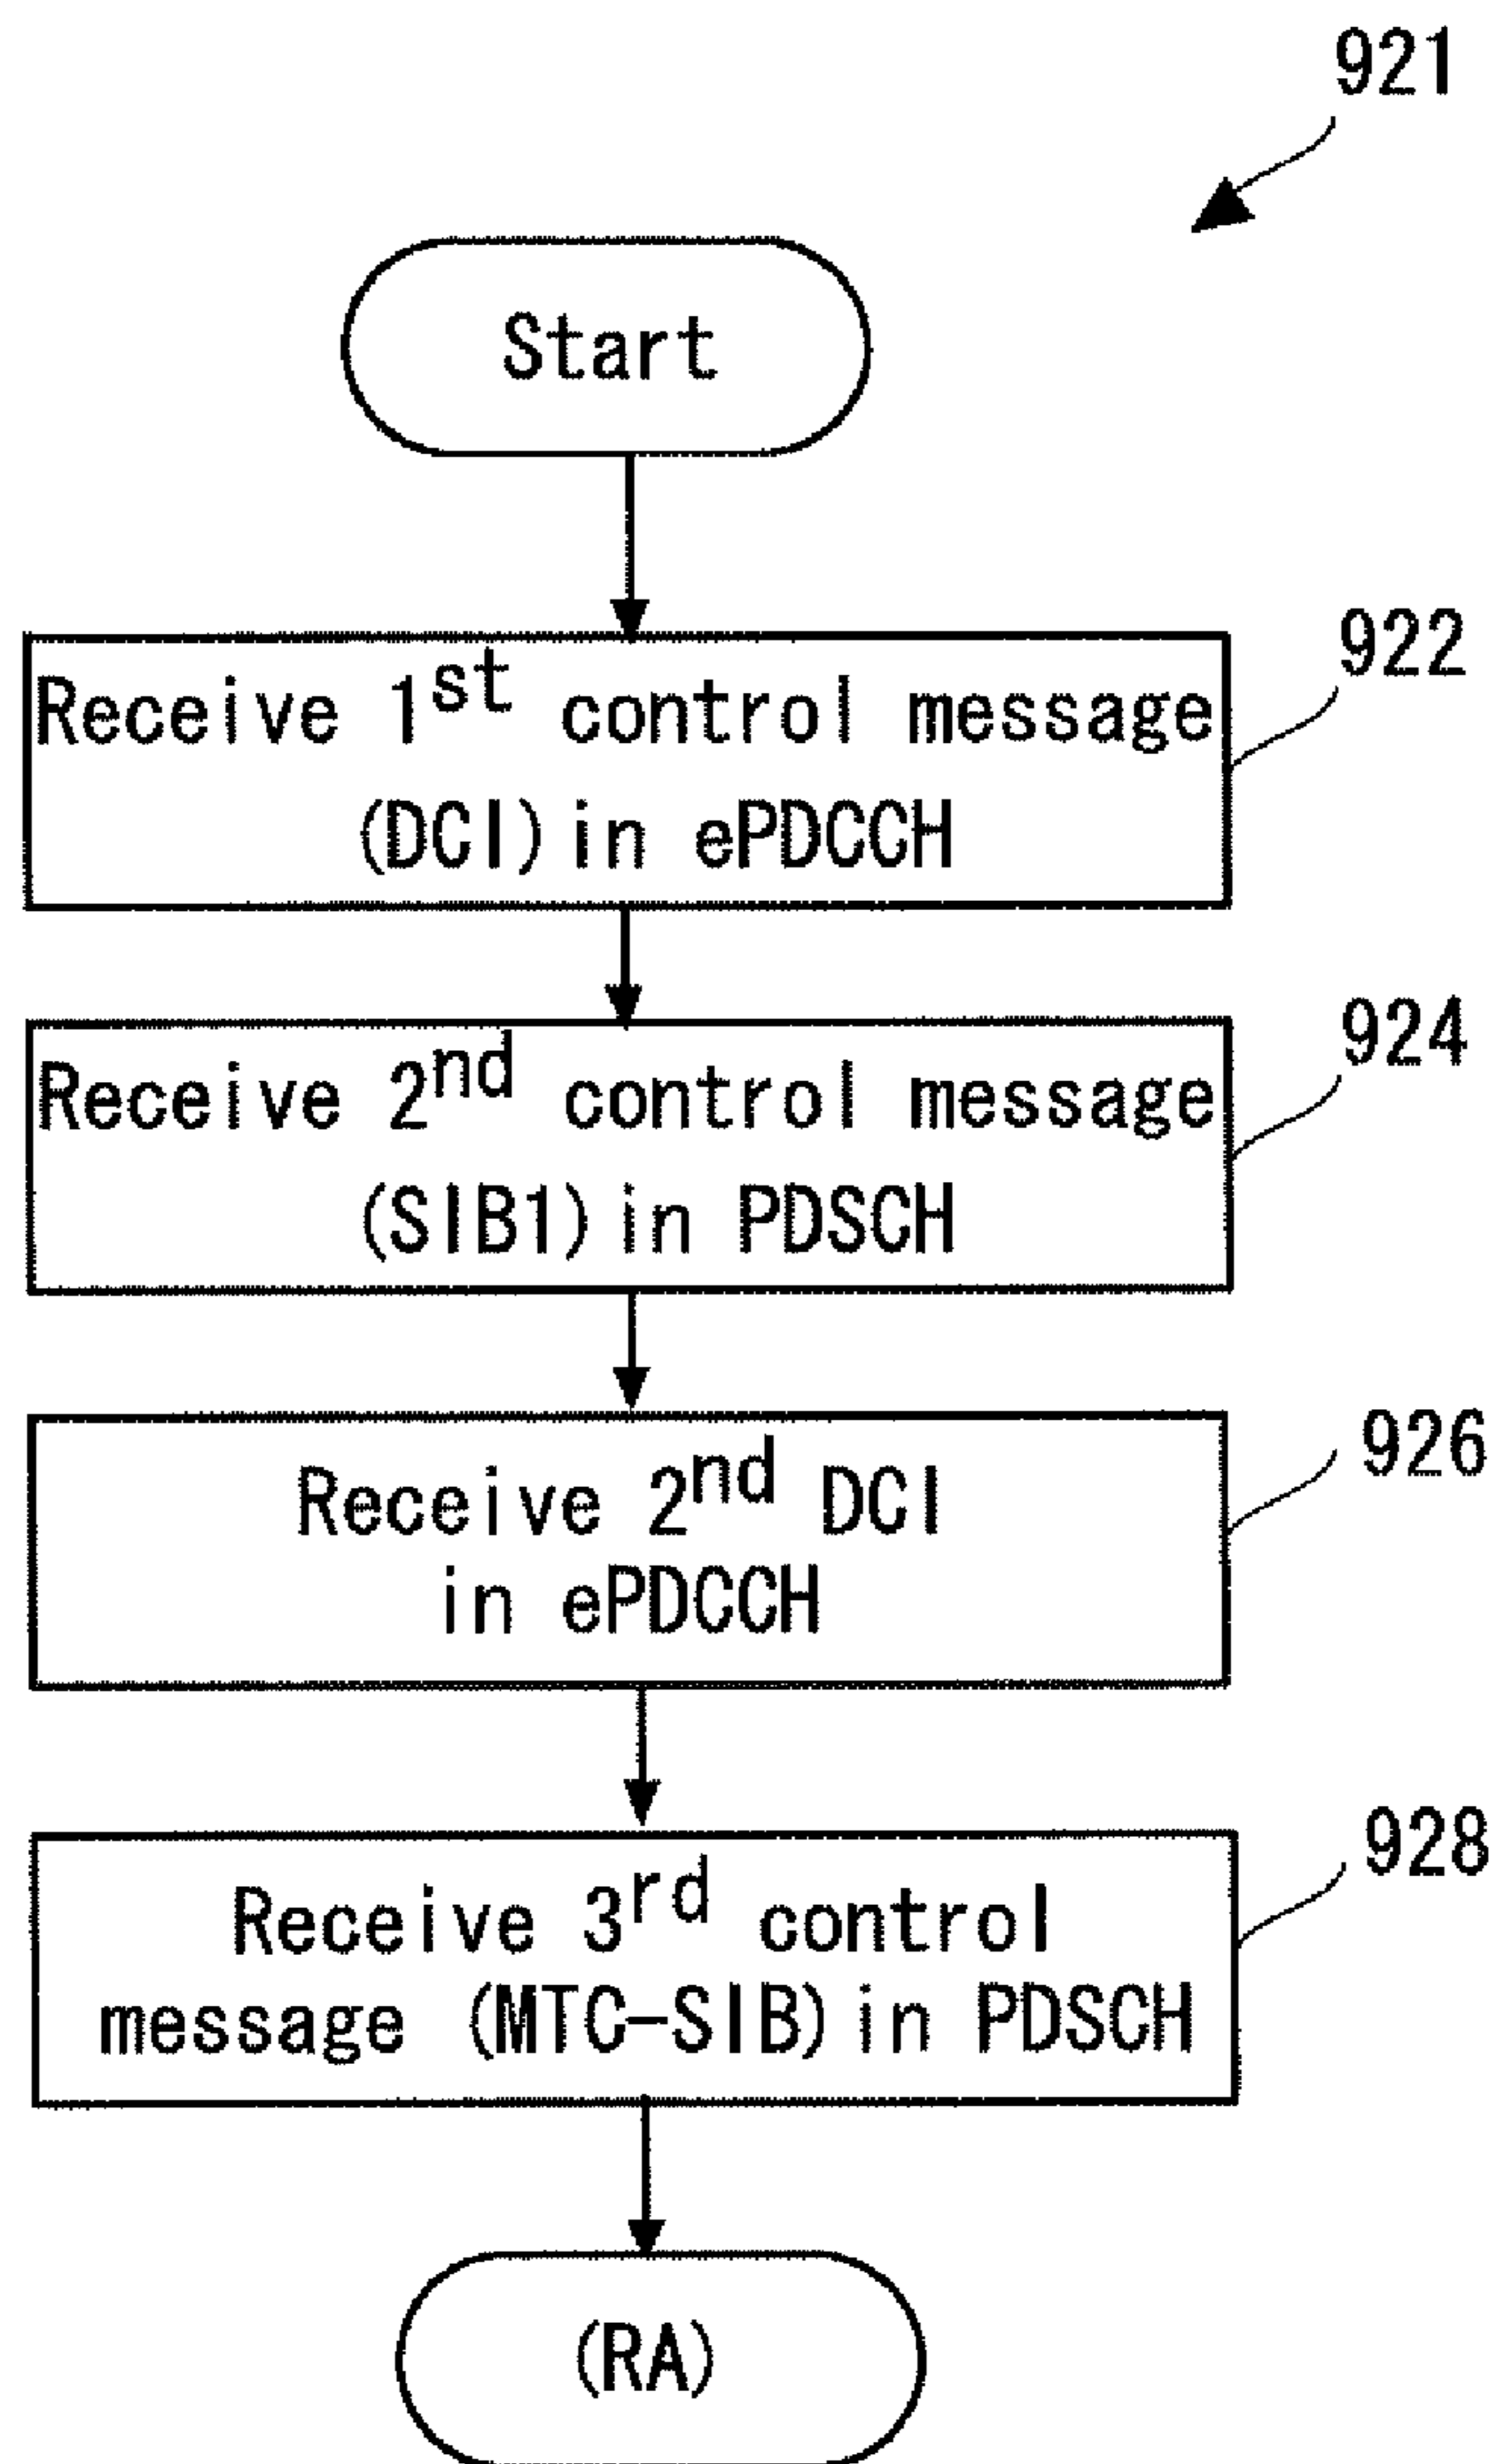 921
Start
922
Receive 1st control message
(DCI) in ePDCCH
924
Receive 2nd control message
(SIB1) in PDSCH
926
Receive 2nd DCI
in ePDCCH
928
Receive 3rd control
message (MTC-SIB) in PDSCH
(RA)